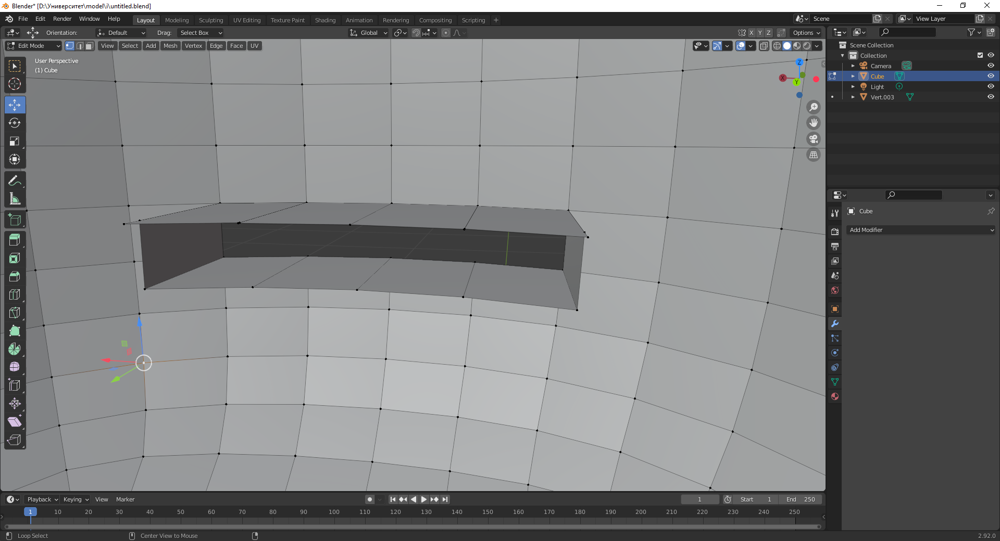 Blender* [D:\Университет\model\i\untitled.blend]
File Edit Render Window Help Layout Modeling Sculpting UV Editing Texture Paint Shading Animation Rendering Compositing Scripting + Scene View Layer
Orientation: Default Drag: Select Box Global X Y Z Options
Edit Mode View Select Add Mesh Vertex Edge Face UV
User Perspective
(1) Cube
Z
X
Y
Scene Collection
Collection
Camera
Cube
Light
Vert.003
Cube
Add Modifier
Playback Keying View Marker 1 Start 1 End 250
1 10 20 30 40 50 60 70 80 90 100 110 120 130 140 150 160 170 180 190 200 210 220 230 240 250
Loop Select Center View to Mouse 2.92.0